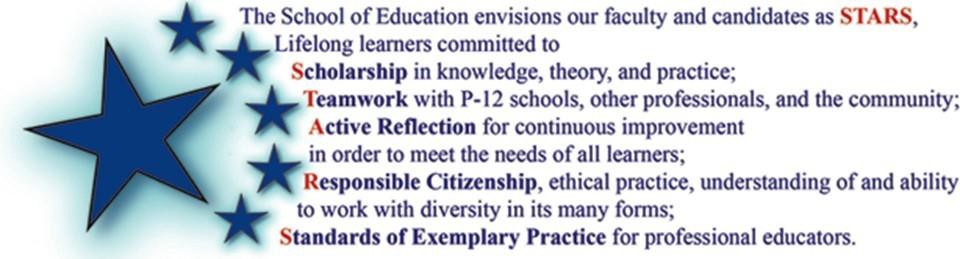 The School of Education envisions our faculty and candidates as STARS,
Lifelong learners committed to
Scholarship in knowledge, theory, and practice;
Teamwork with P-12 schools, other professionals, and the community;
Active Reflection for continuous improvement
in order to meet the needs of all learners;
Responsible Citizenship, ethical practice, understanding of and ability
to work with diversity in its many forms;
Standards of Exemplary Practice for professional educators.